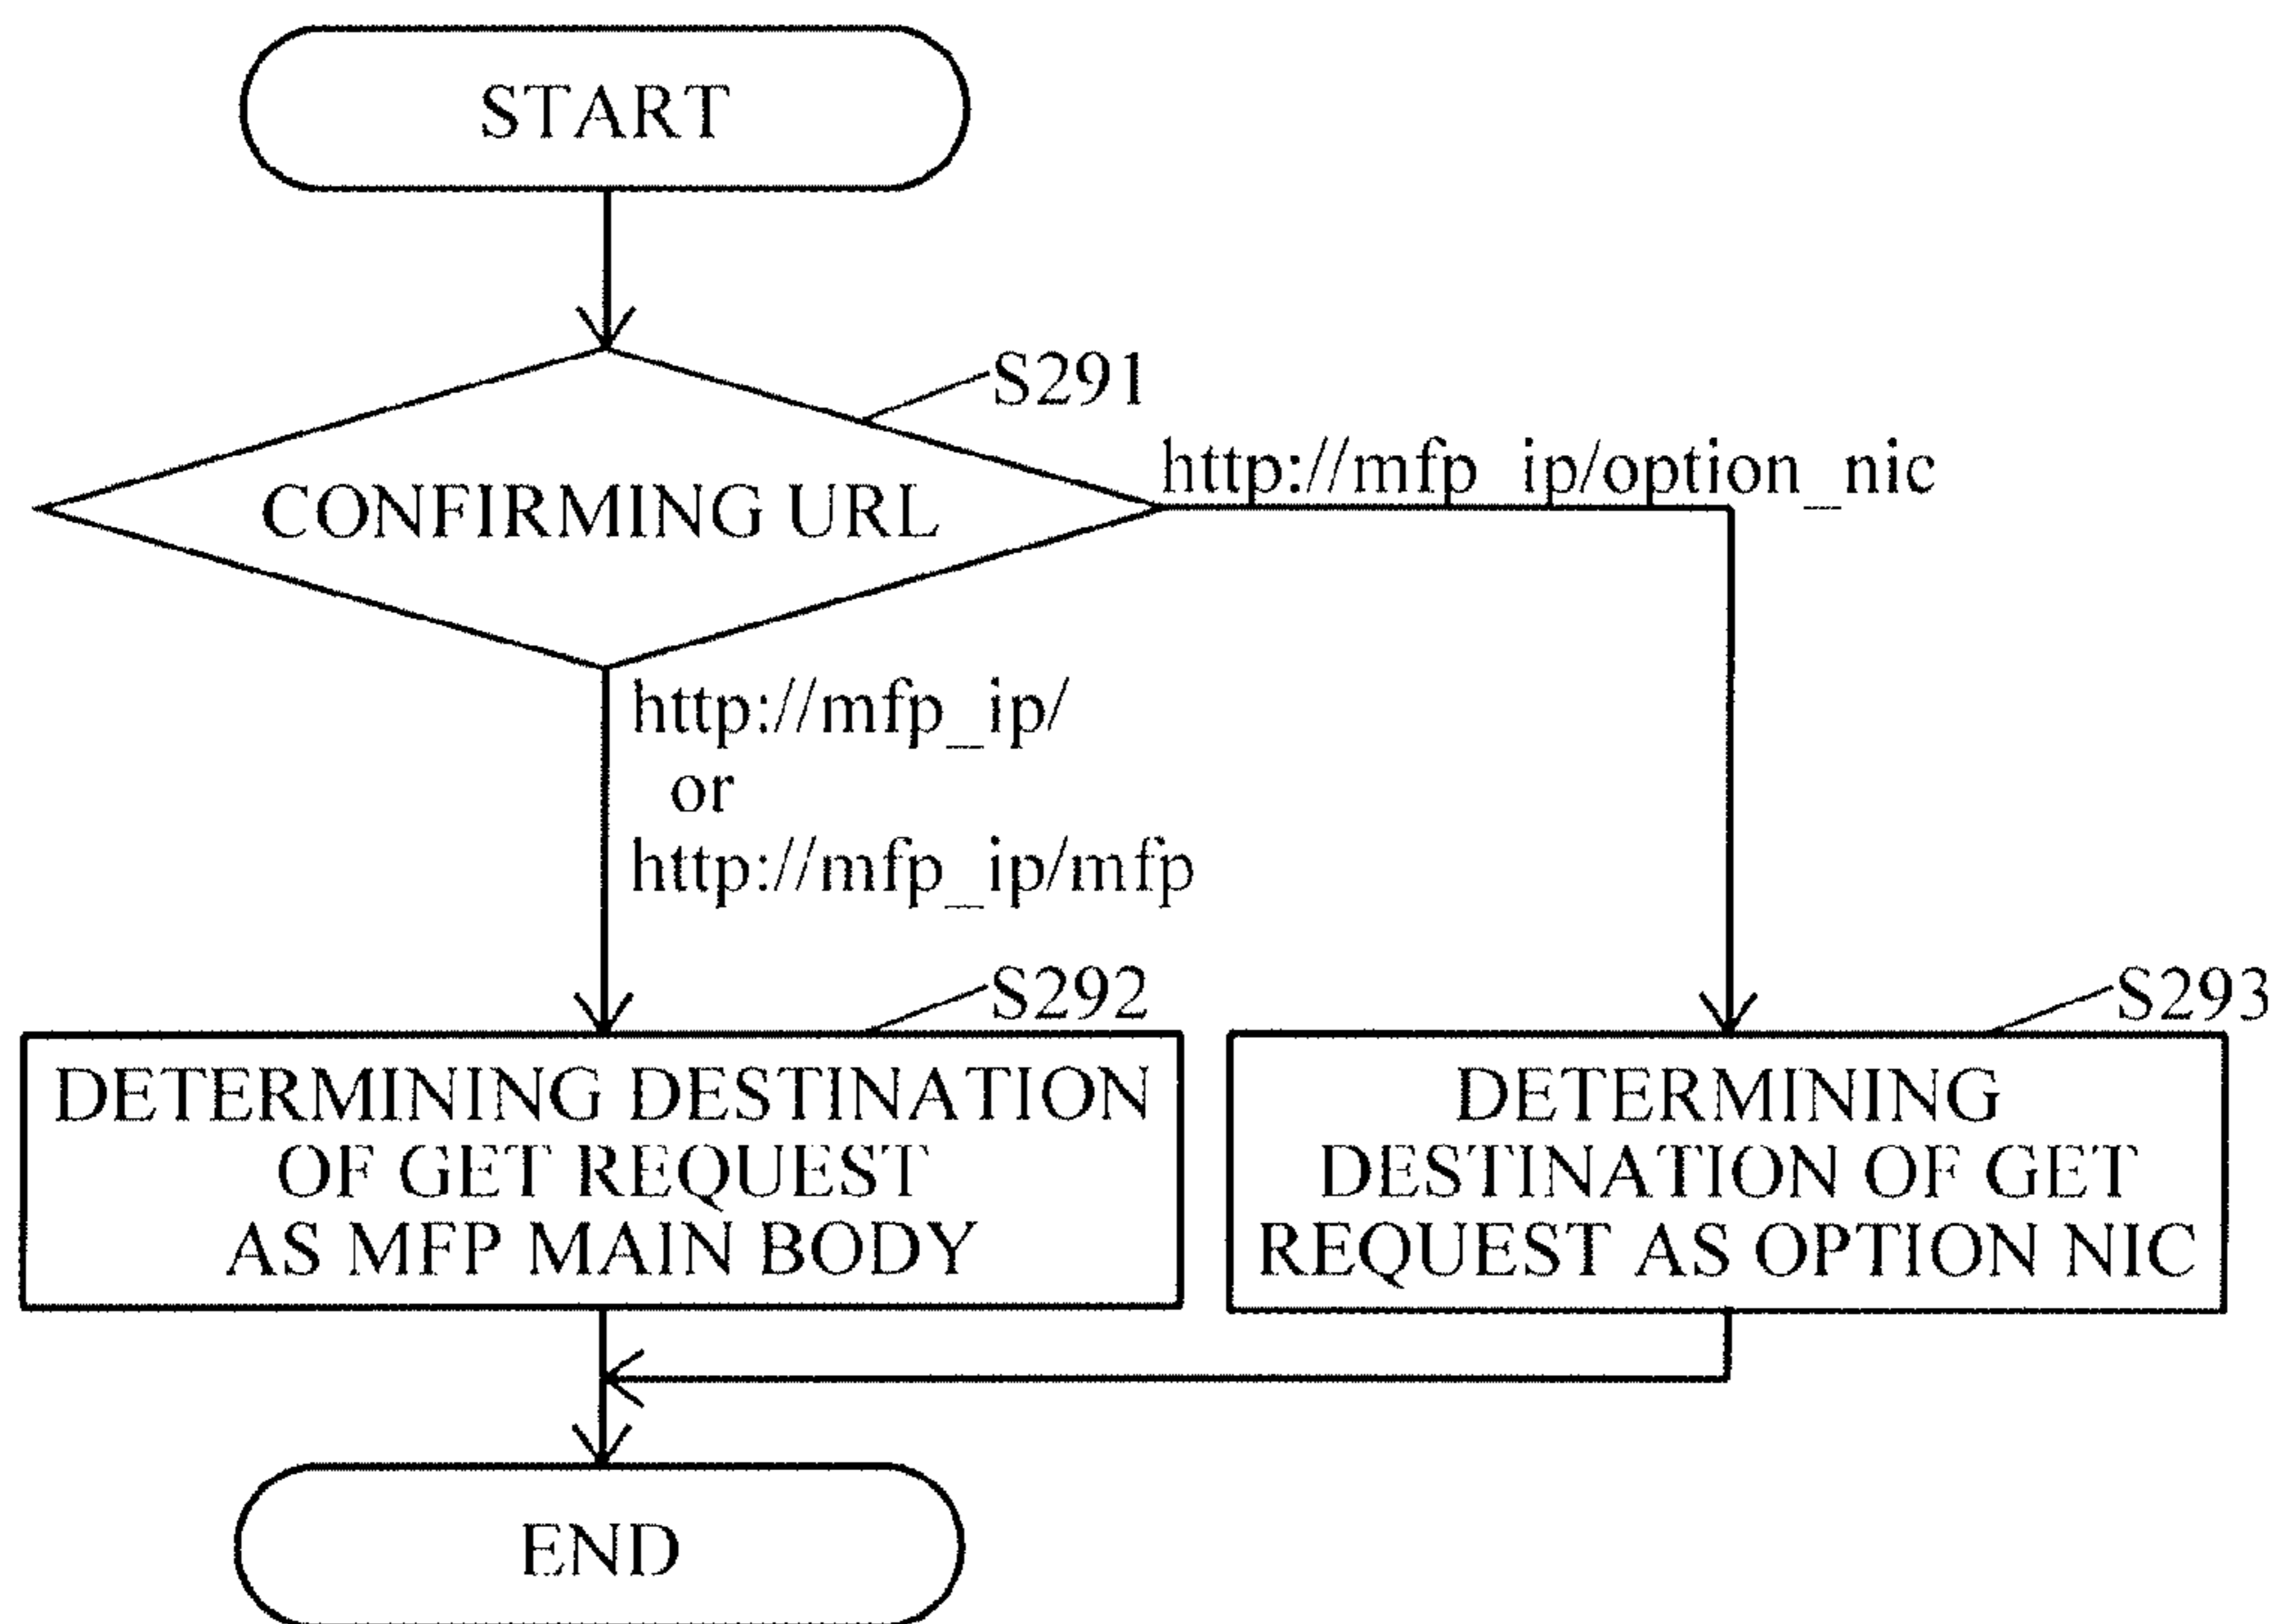 START
S291
CONFIRMING URL
http://mfp_ip/option_nic
http://mfp_ip/
or
http://mfp_ip/mfp
S292
DETERMINING DESTINATION
OF GET REQUEST
AS MFP MAIN BODY
S293
DETERMINING
DESTINATION OF GET
REQUEST AS OPTION NIC
END